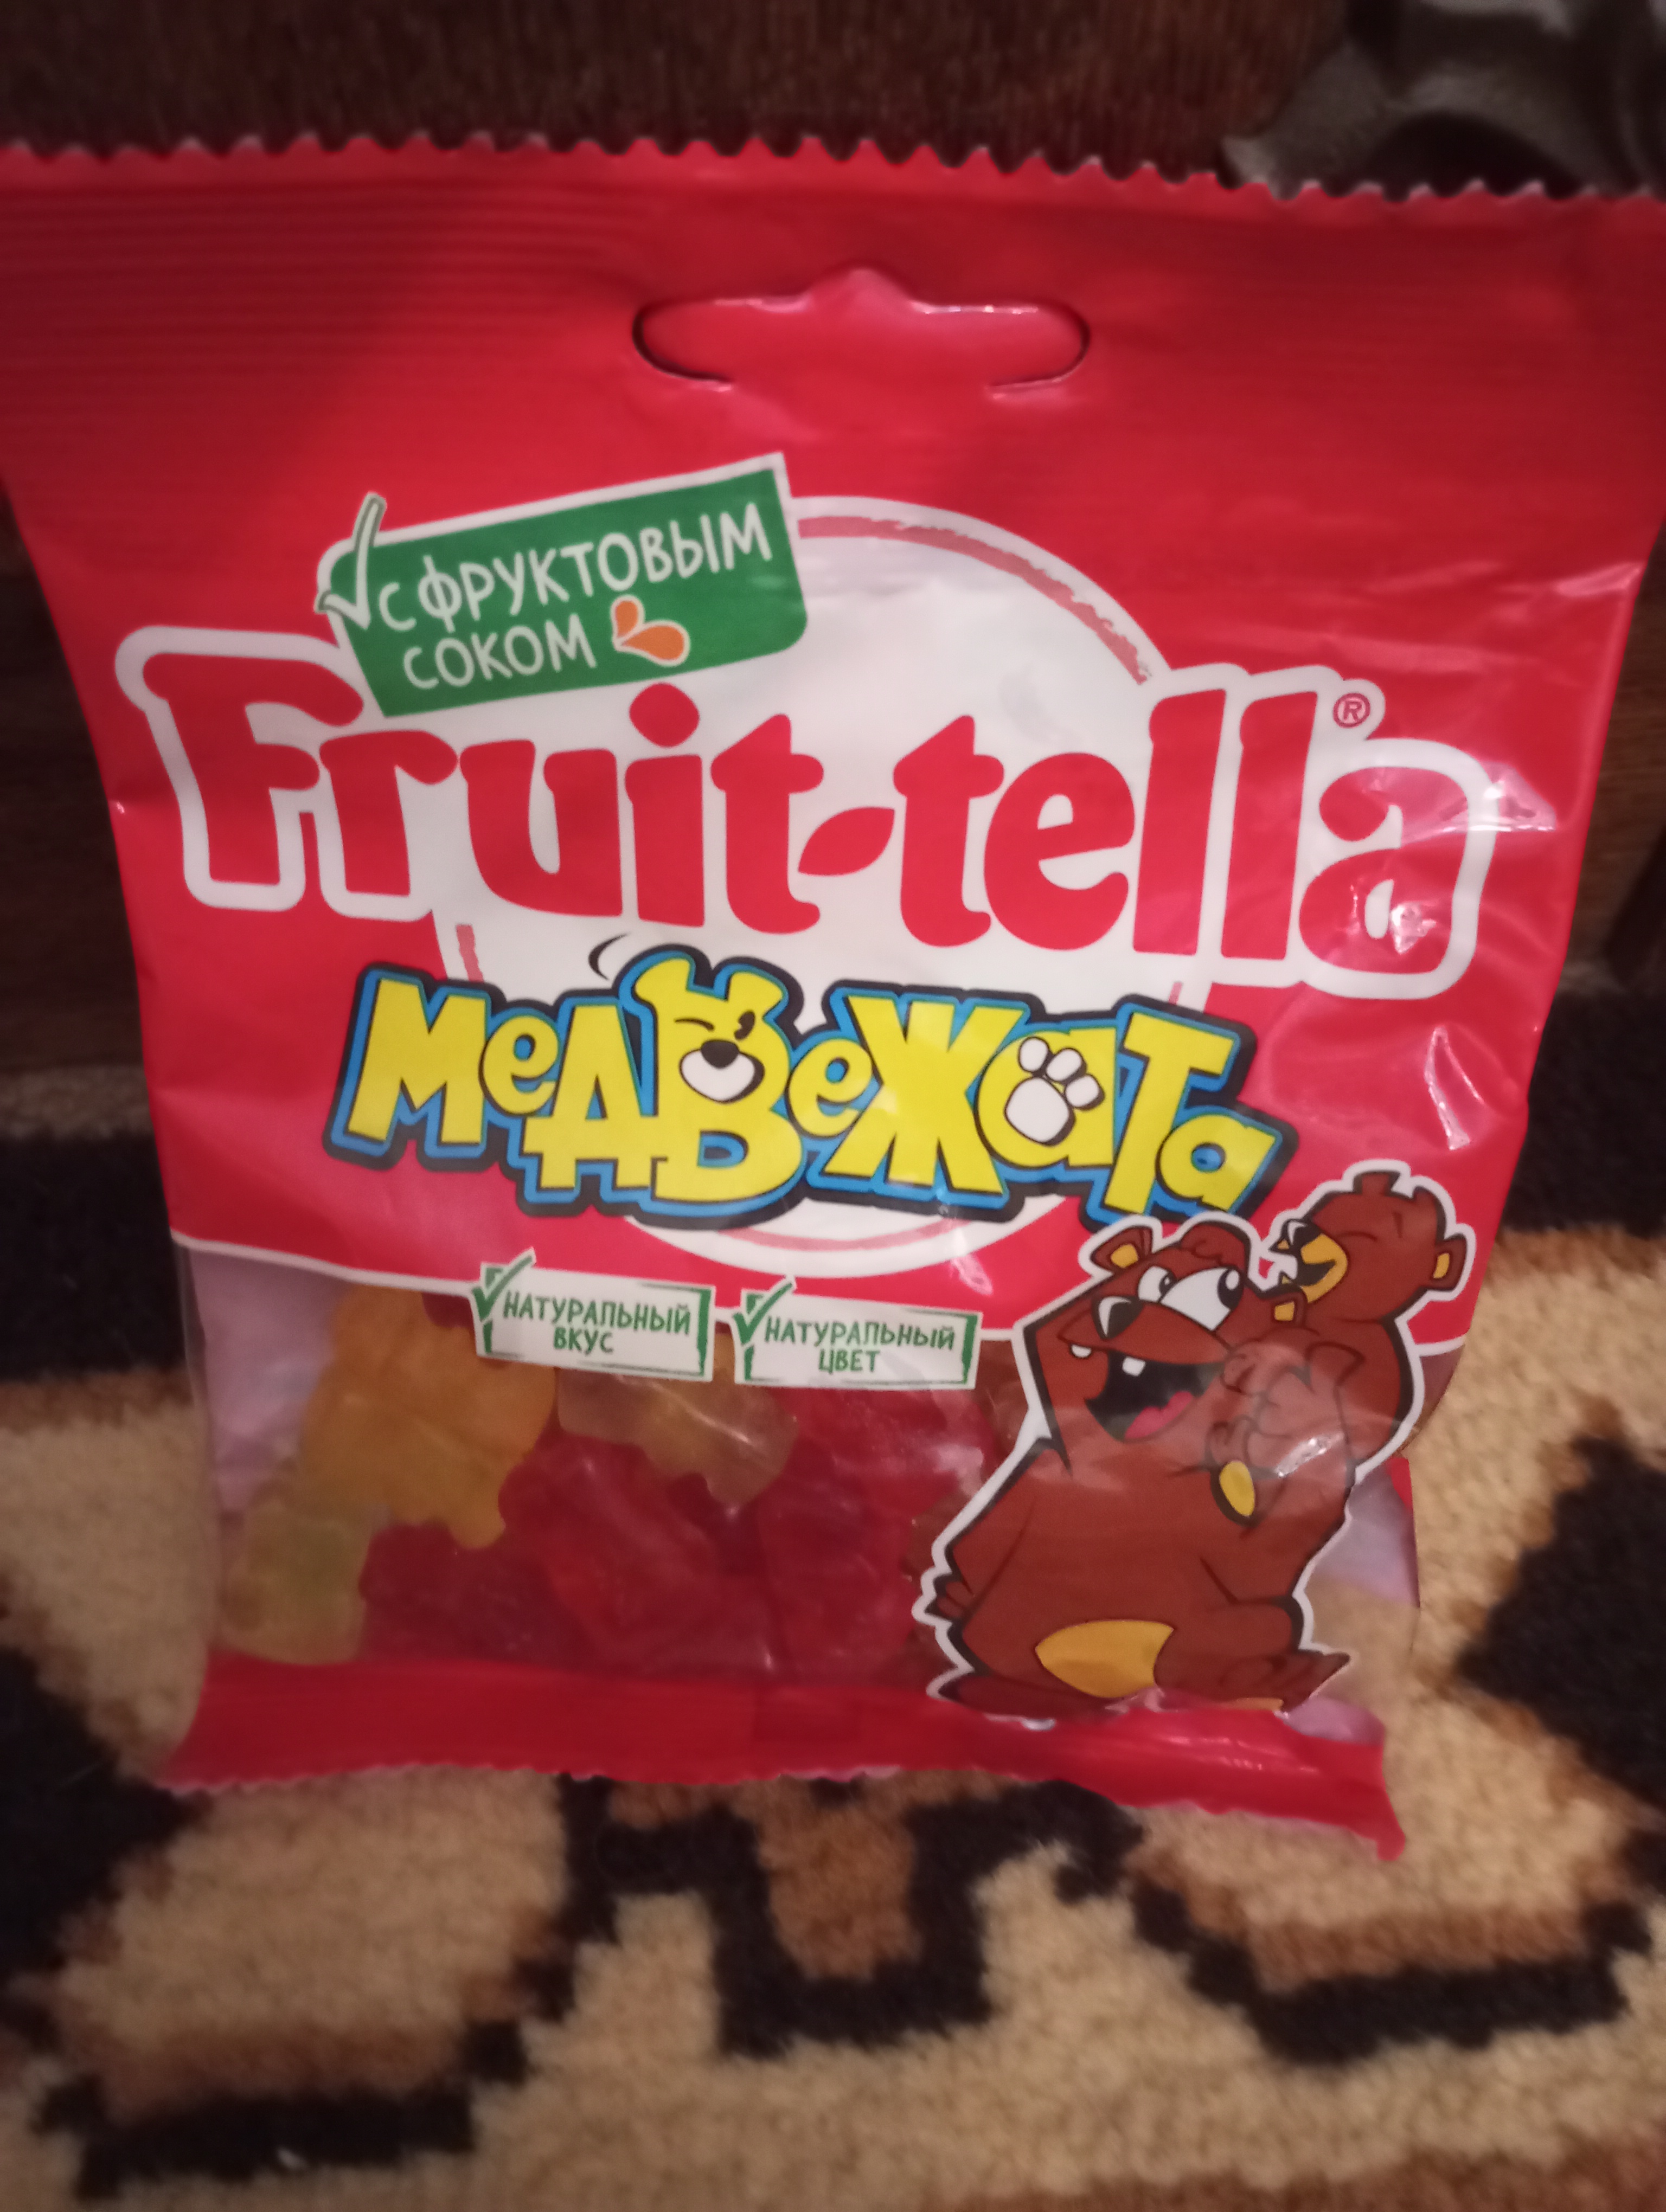 С ФРУКТОВЫМ
СОКОМ
Fruit-tella®
МеДВеЖаТа
НАТУРАЛЬНЫЙ
ВКУС
НАТУРАЛЬНЫЙ
ЦВЕТ